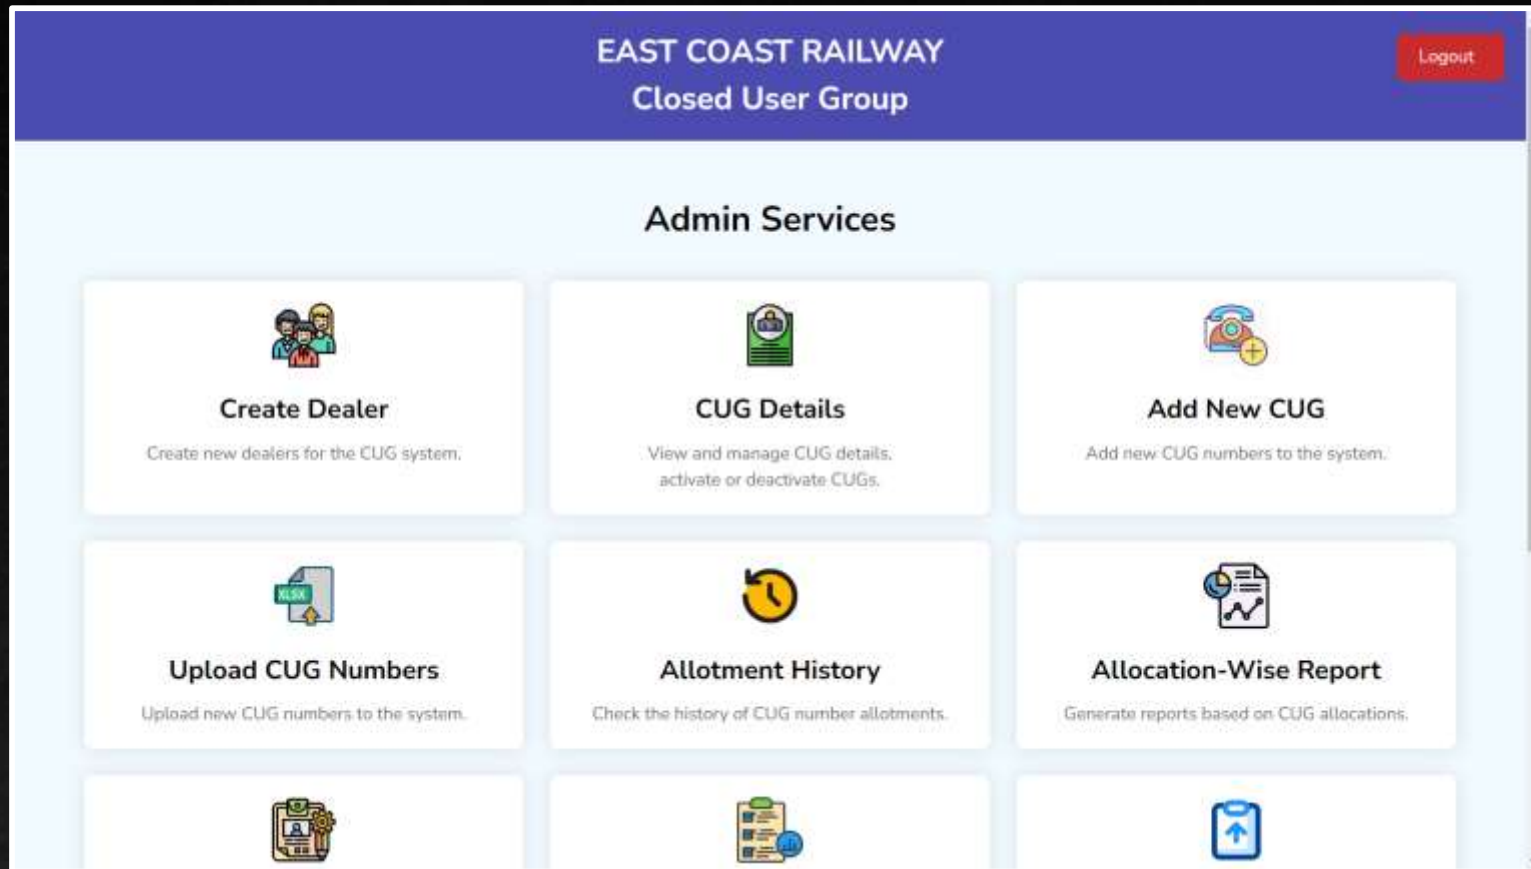 EAST COAST RAILWAY
Closed User Group
Logout
Admin Services
Create Dealer
Create new dealers for the CUG system.
CUG Details
View and manage CUG details,
activate or deactivate CUGs.
Add New CUG
Add new CUG numbers to the system.
XLSX
Upload CUG Numbers
Upload new CUG numbers to the system.
Allotment History
Check the history of CUG number allotments.
Allocation-Wise Report
Generate reports based on CUG allocations.